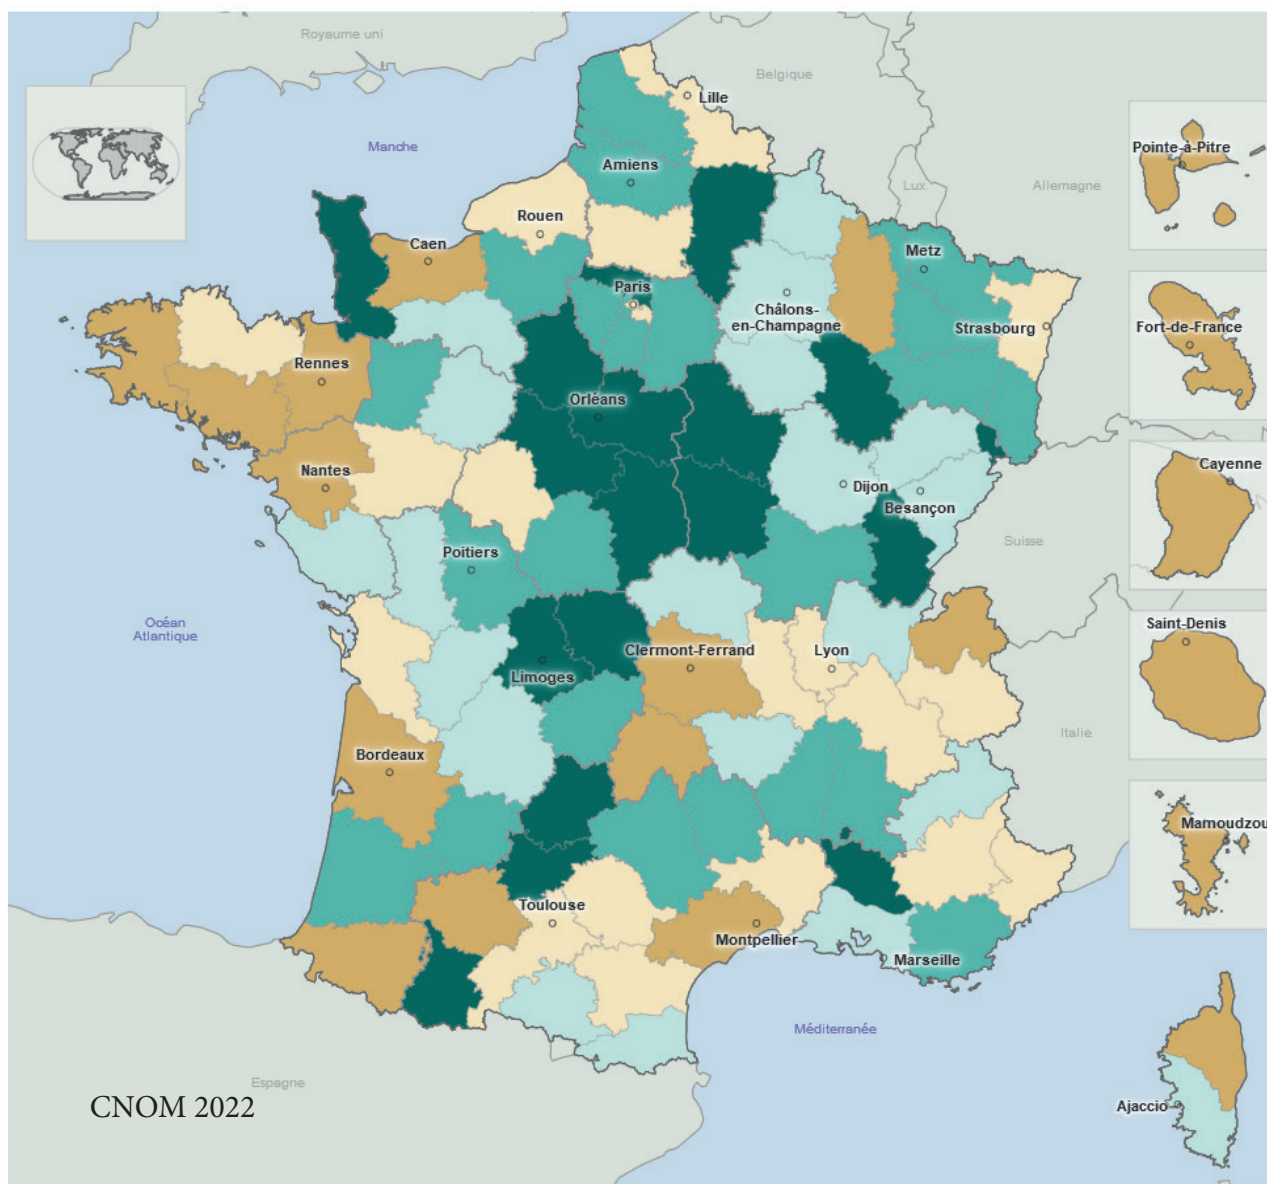 Royaume uni
Belgique
Lille
Manche
Pointe-à-Pitre
Amiens
Lux.
Allemagne
Rouen
Caen
Metz
Paris
Châlons-
en-Champagne
Strasbourg
Fort-de-France
Rennes
Orléans
Nantes
Dijon
Cayenne
Besançon
Poitiers
Suisse
Océan
Atlantique
Saint-Denis
Clermont-Ferrand
Lyon
Limoges
Italie
Bordeaux
Mamoudzou
Toulouse
Montpellier
Marseille
Méditerranée
Espagne
CNOM 2022
Ajaccio